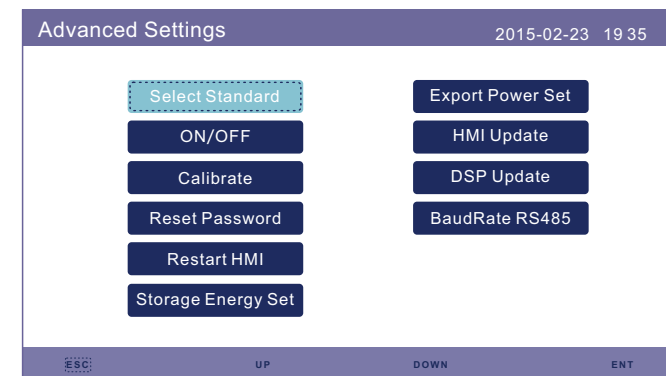 Advanced Settings 2015-02-23 19 35
Select Standard
ON/OFF
Calibrate
Reset Password
Restart HMI
Storage Energy Set
Export Power Set
HMI Update
DSP Update
BaudRate RS485
ESC UP DOWN ENT